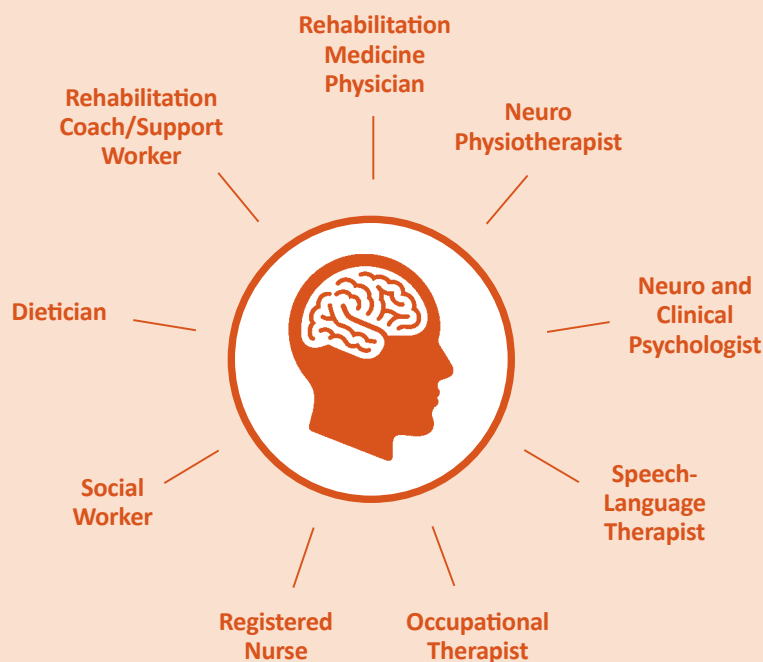 Rehabilitation
Medicine
Physician
Neuro
Physiotherapist
Neuro and
Clinical
Psychologist
Speech-
Language
Therapist
Occupational
Therapist
Registered
Nurse
Social
Worker
Dietician
Rehabilitation
Coach/Support
Worker